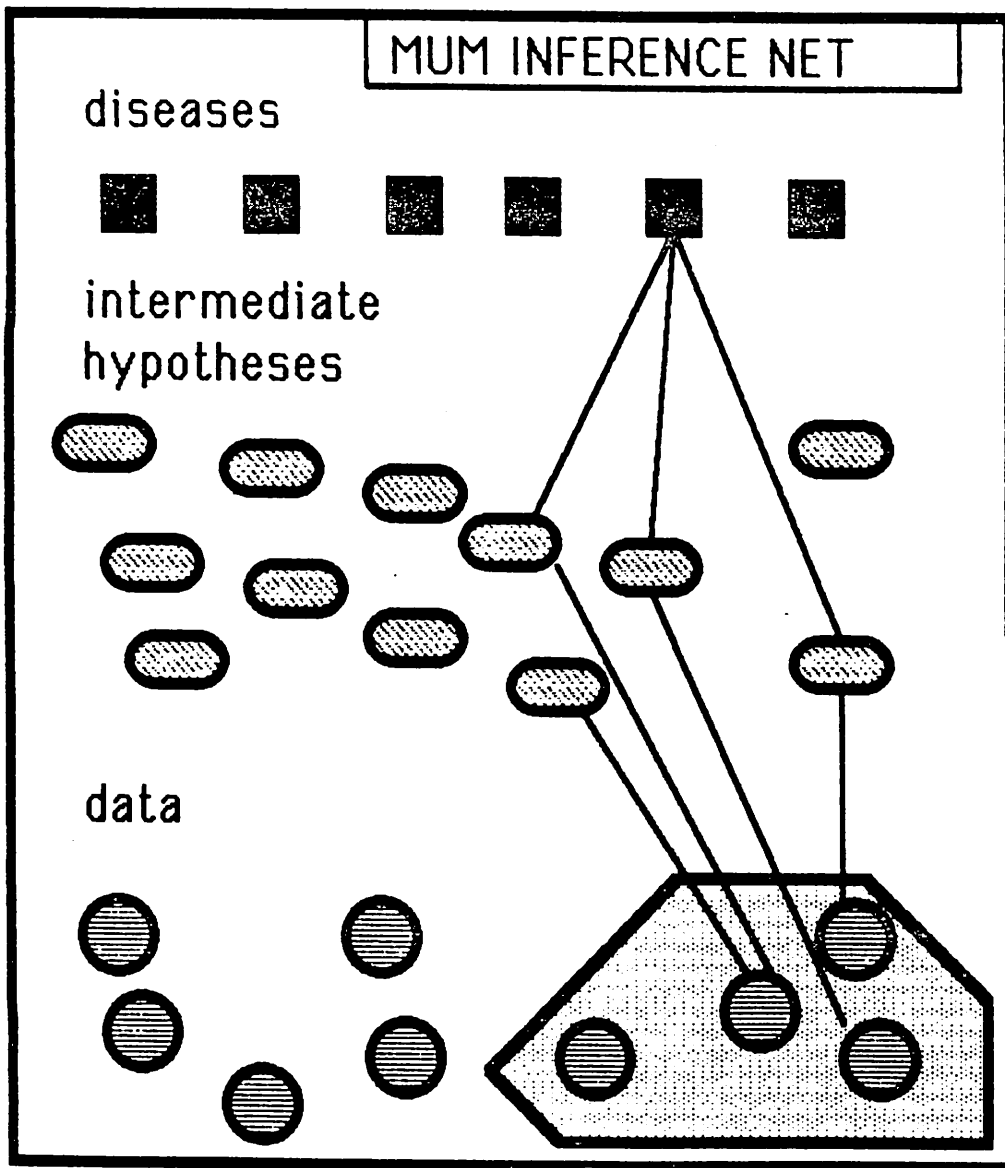 MUM INFERENCE NET
diseases
intermediate
hypotheses
data